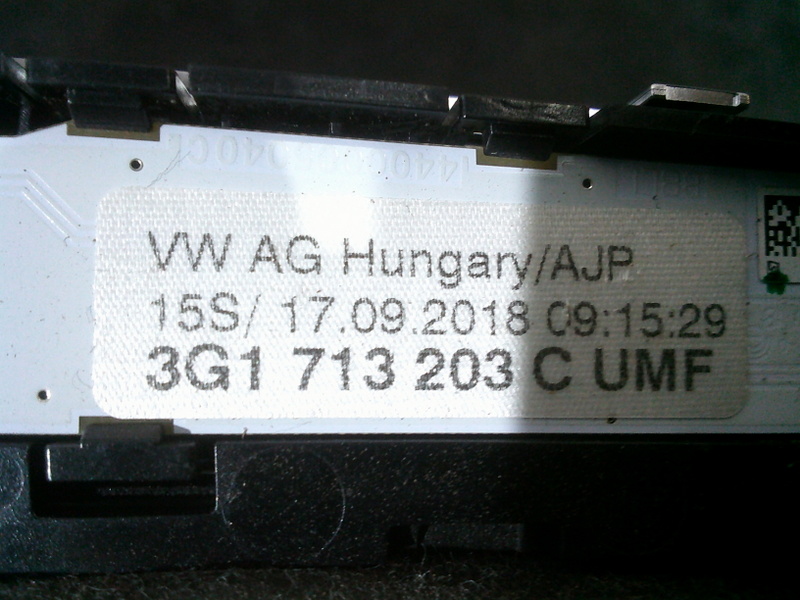 VW AG Hungary/AJP
15S/ 17.09.2018 09:15:29
3G1 713 203 C UMF